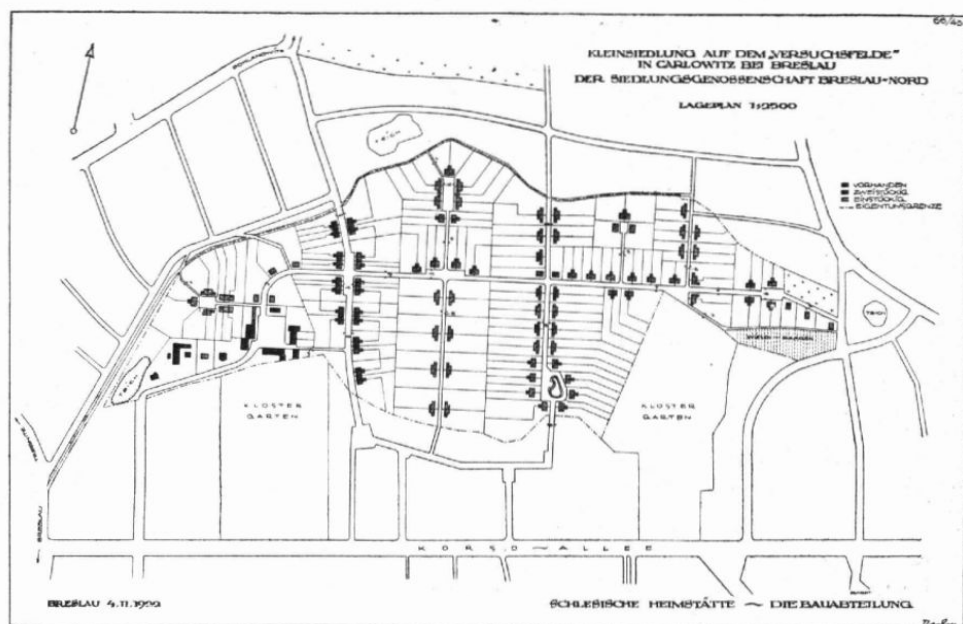 KLEINSIEDLUNG AUF DEM „VERSUCHSFELDE"
IN CARLOWITZ BEI BRESLAU
DER SIEDLUNGSGENOSSENSCHAFT BRESLAU-NORD
LAGEPLAN 1:2500
VORHANDEN
ZWEISTÖCKIG
EINSTÖCKIG
EIGENTUMSGRENZE
TEICH
TEICH
TEICH
KLOSTER
GARTEN
KLOSTER
GARTEN
BRESLAU
KORSO ~ ALLEE
BRESLAU 4.11.1922
SCHLESISCHE HEIMSTÄTTE ~ DIE BAUABTEILUNG